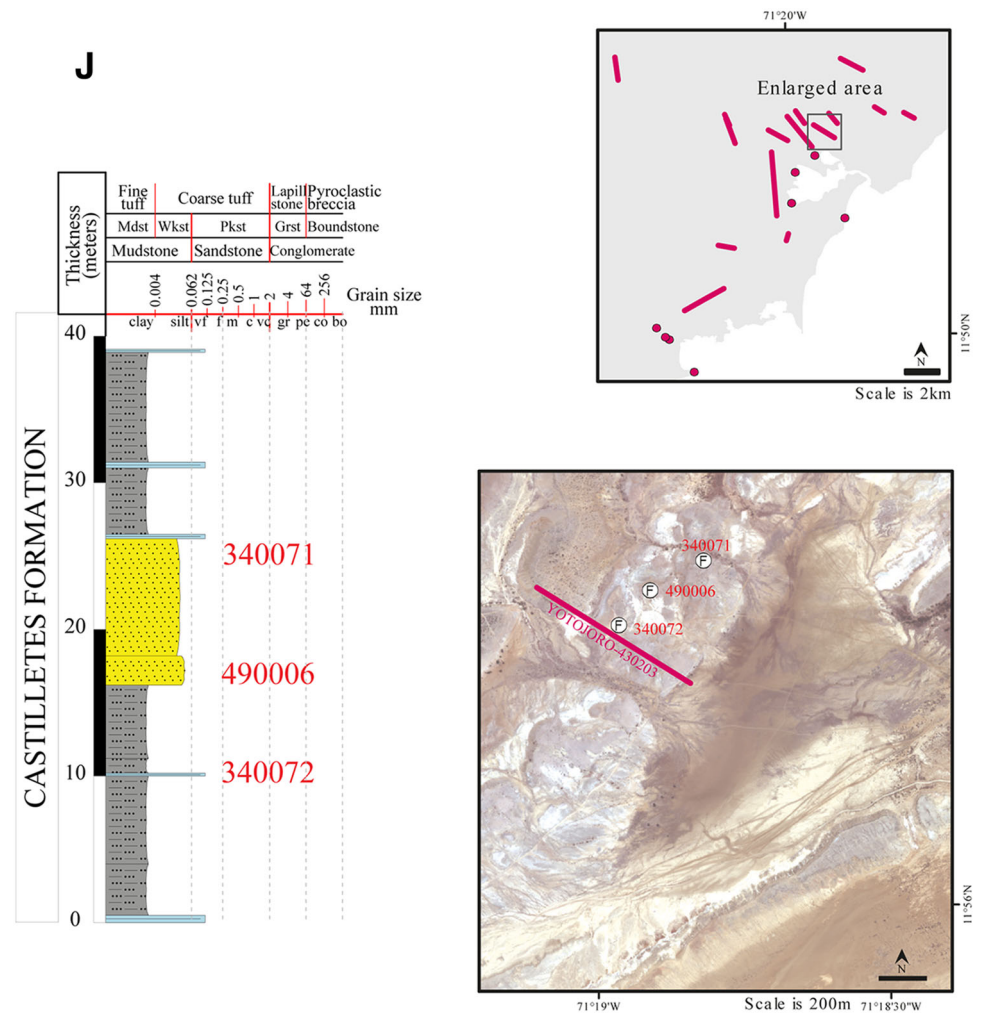 J
Thickness
(meters)
Fine
tuff
Coarse tuff
Lapill
stone
Pyroclastic
breccia
Mdst
Wkst
Pkst
Grst
Boundstone
Mudstone
Sandstone
Conglomerate
0.004
0.062
0.125
0.25
0.5
1
2
4
64
256
Grain size
mm
clay
silt
vf
f
m
c
vc
gr
pe
co
bo
40
30
20
10
0
CASTILLETES FORMATION
340071
490006
340072
71°20'W
Enlarged area
11°50'N
N
Scale is 2km
340071
F
F
490006
F
340072
YOTOJORO-430203
11°56'N
N
71°19'W
Scale is 200m
71°18'30"W